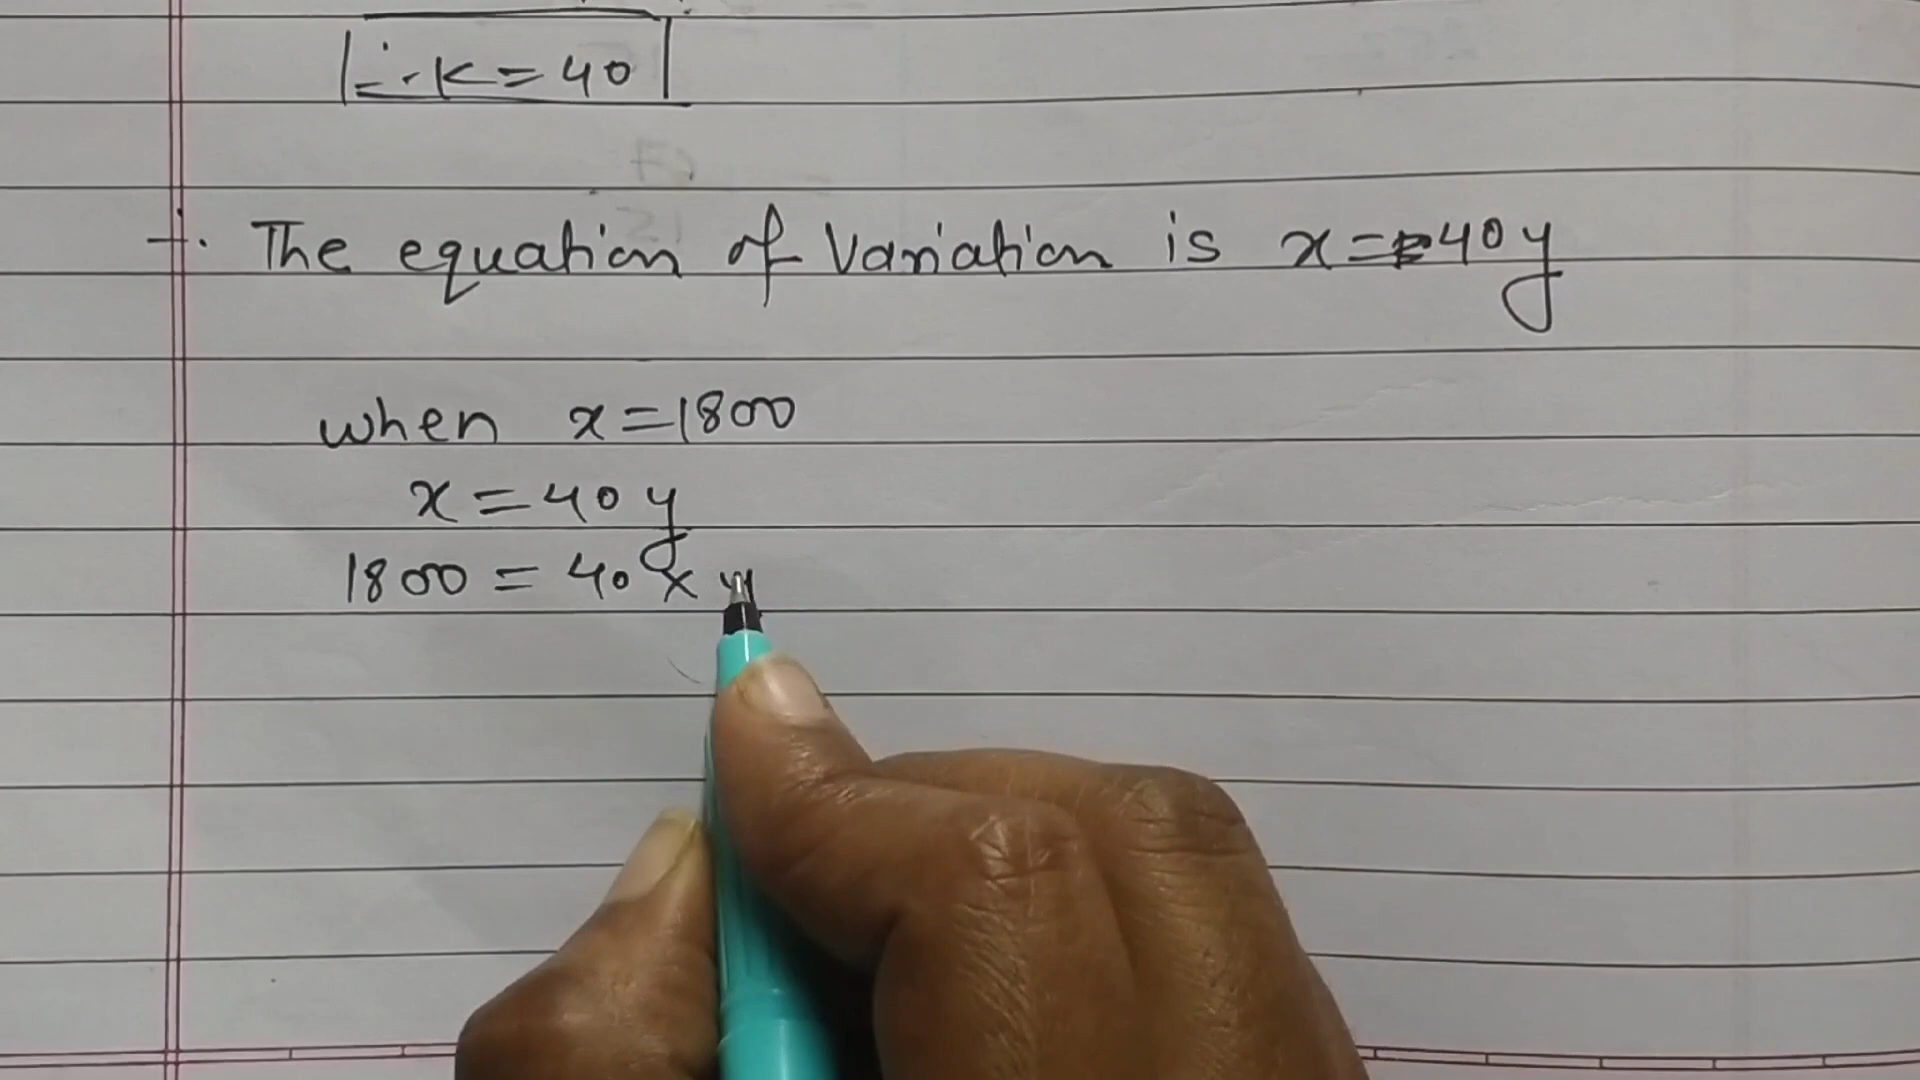 ∴ K = 40
∴ The equation of Variation is x = 40y
when x = 1800
x = 40y
1800 = 40 × y